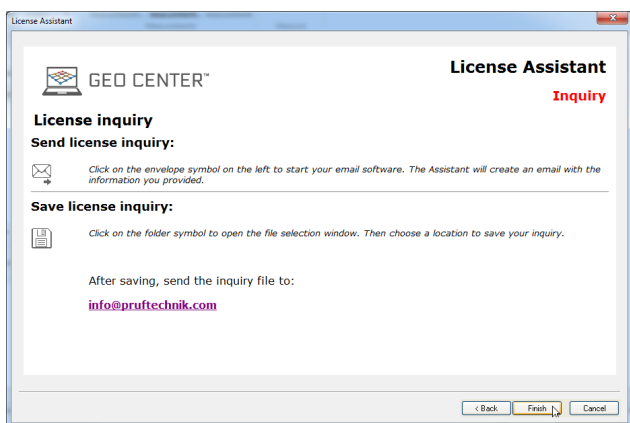 License Assistant
GEO CENTER™
License Assistant
Inquiry
License inquiry
Send license inquiry:
Click on the envelope symbol on the left to start your email software. The Assistant will create an email with the
information you provided.
Save license inquiry:
Click on the folder symbol to open the file selection window. Then choose a location to save your inquiry.
After saving, send the inquiry file to:
info@pruftechnik.com
< Back
Finish
Cancel